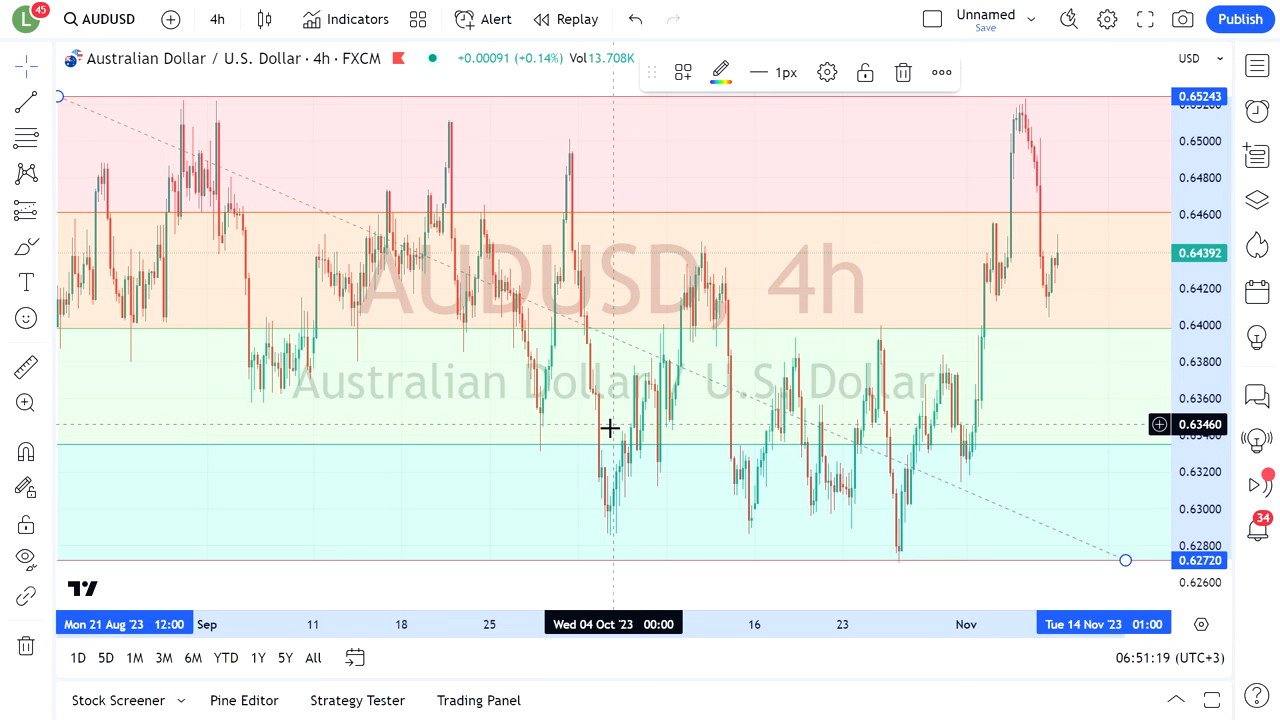 L 45 AUDUSD 4h Indicators Alert Replay Unnamed Save Publish
Australian Dollar / U.S. Dollar · 4h · FXCM +0.00091 (+0.14%) Vol13.708K 1px USD
0.65243
0.65000
0.64800
0.64600
0.64392
0.64200
0.64000
0.63800
0.63600
0.63460
0.63200
0.63000
0.62800
0.62720
0.62600
AUDUSD, 4h
Australian Dollar / U.S. Dollar
34
Mon 21 Aug '23 12:00 Sep 11 18 25 Wed 04 Oct '23 00:00 16 23 Nov Tue 14 Nov '23 01:00
1D 5D 1M 3M 6M YTD 1Y 5Y All 06:51:19 (UTC+3)
Stock Screener Pine Editor Strategy Tester Trading Panel